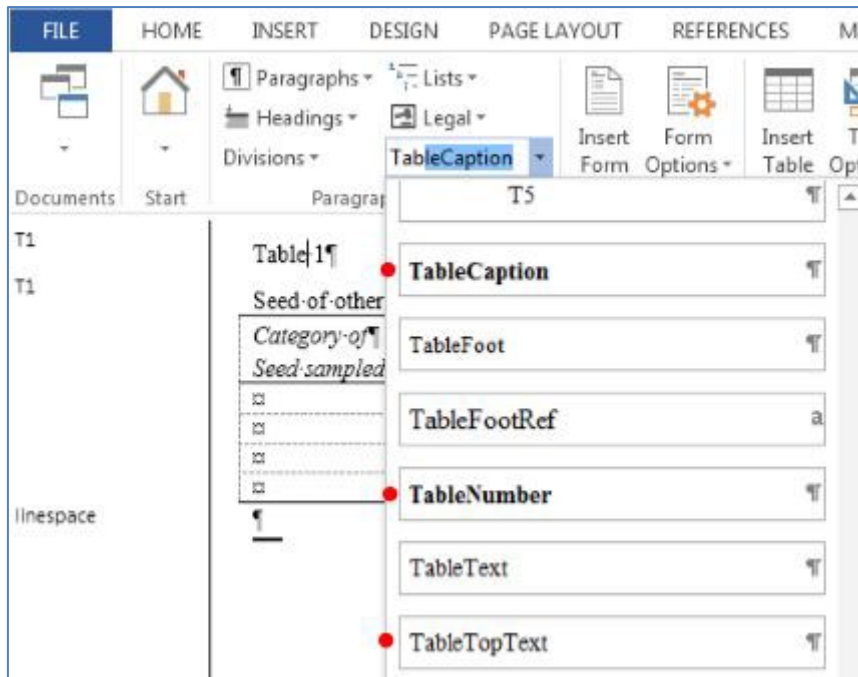 FILE HOME INSERT DESIGN PAGE LAYOUT REFERENCES M
¶ Paragraphs Lists
Headings Legal
Divisions TableCaption
Insert Form Insert T
Form Options Table Opt
Documents Start Paragrap
T5 ¶
T1 Table 1¶
TableCaption ¶
T1 Seed·of·other
Category·of¶
TableFoot ¶
Seed·sampled
TableFootRef a
TableNumber ¶
linespace ¶
TableText ¶
TableTopText ¶